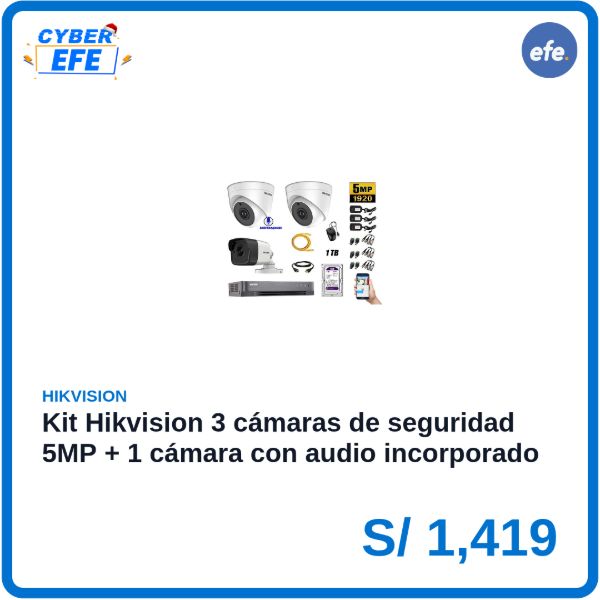 CYBER
EFE
efe.
5MP
1920
1 TB
HIKVISION
Kit Hikvision 3 cámaras de seguridad
5MP + 1 cámara con audio incorporado
S/ 1,419